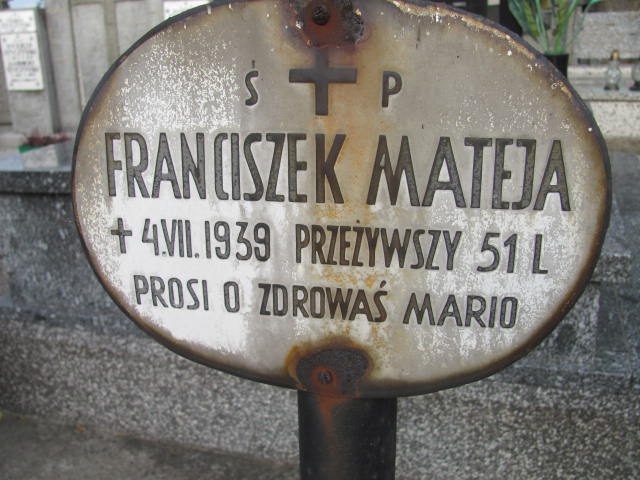 Ś P
FRANCISZEK MATEJA
+ 4.VII.1939 PRZEŻYWSZY 51 L
PROSI O ZDROWAŚ MARIO